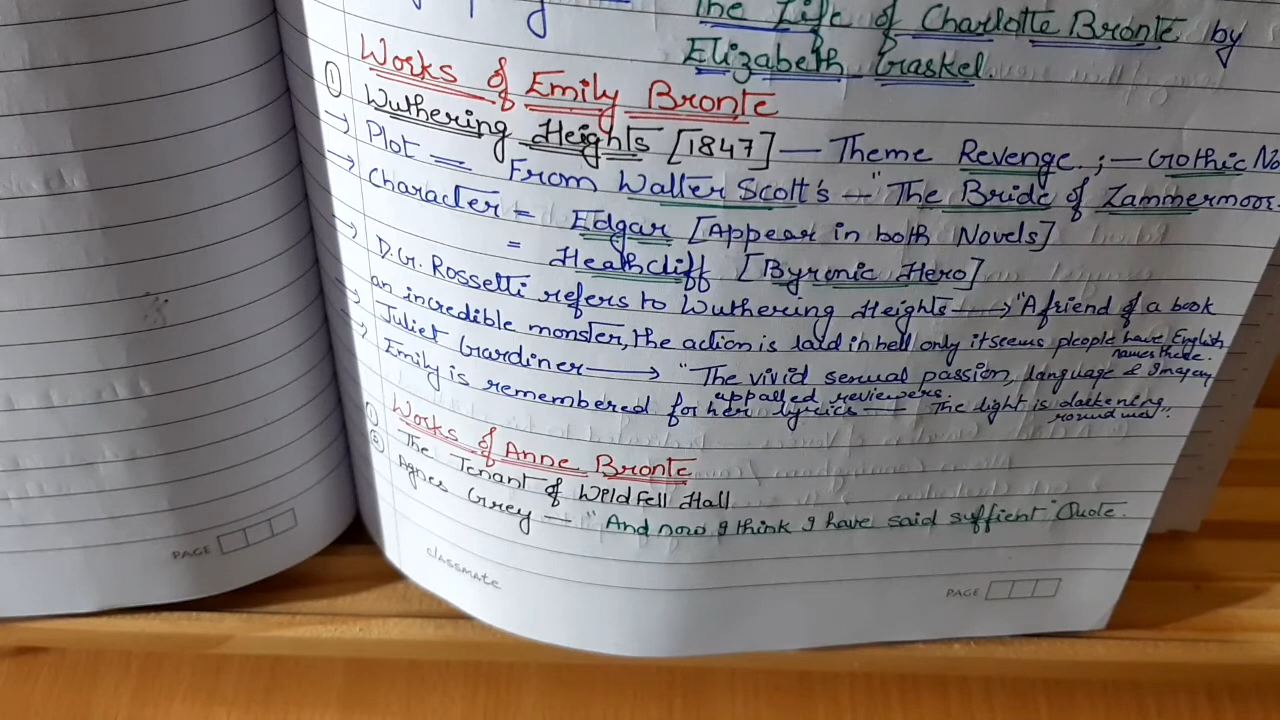 The Life of Charlotte Bronte by
Elizabeth Graskel.
Works of Emily Bronte
① Wuthering Heights [1847] — Theme Revenge. ; — Gothic No
→ Plot = From Walter Scott's — "The Bride of Lammermoor.
→ Character = Edgar [Appear in both Novels]
= Heathcliff [Byronic Hero]
→ D.G. Rossetti refers to Wuthering Heights → "A friend of a book
an incredible monster, the action is laid in hell only it seems pleople have English
names there.
→ Juliet Gardiner → "The vivid sexual passion, language & Imagery
appalled reviewers.
→ Emily is remembered for her lyrics — The light is darkening
round me".
Works of Anne Bronte
① The Tenant of Wildfell Hall
② Agnes Grey — "And now I think I have said suffient" Quote.
PAGE
classmate
PAGE